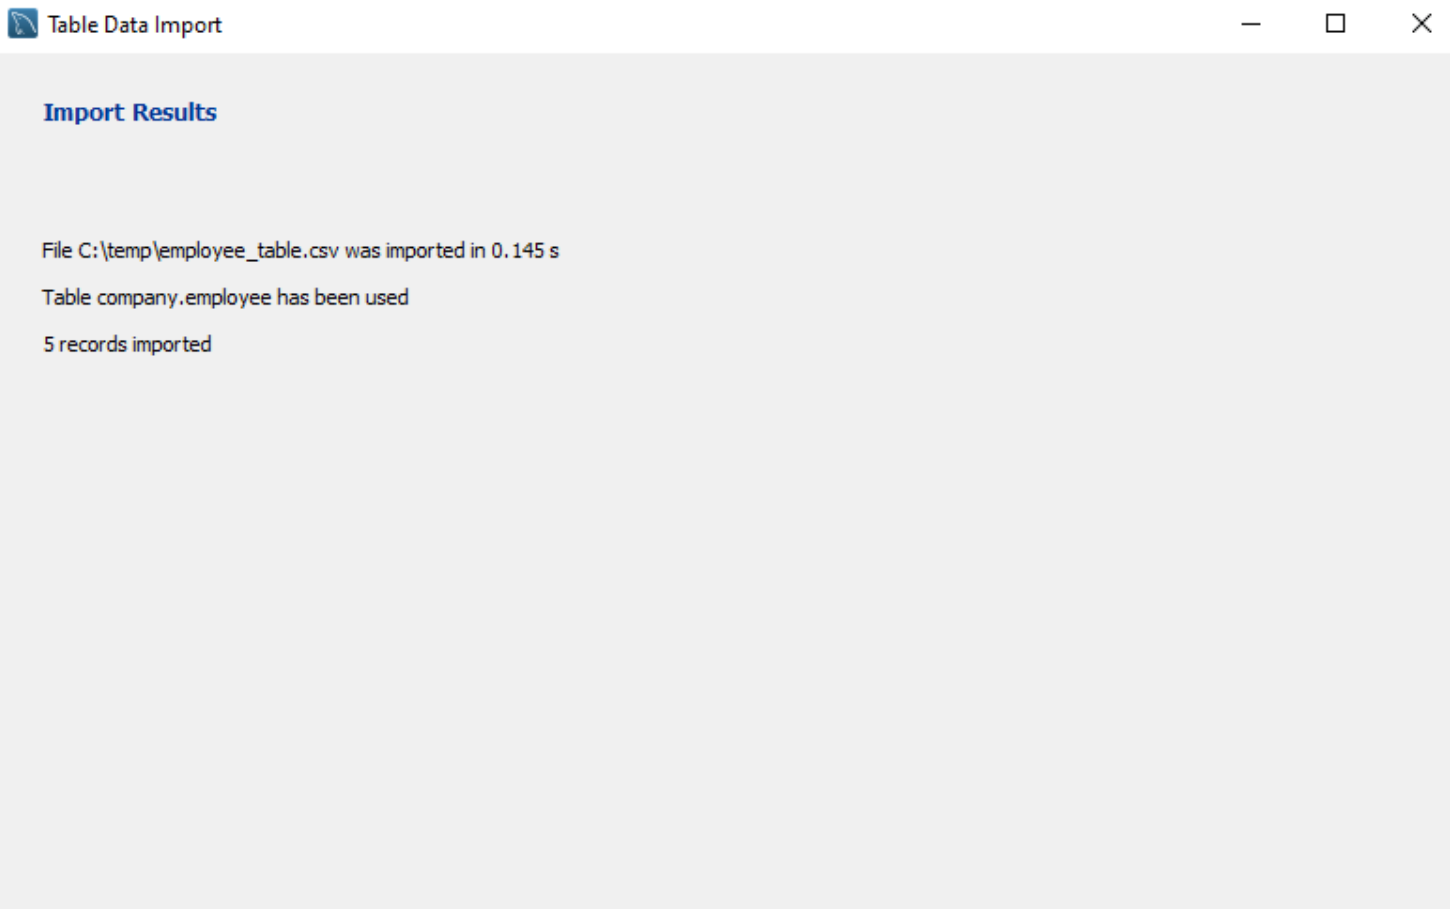 Table Data Import
Import Results
File C:\temp\employee_table.csv was imported in 0.145 s
Table company.employee has been used
5 records imported